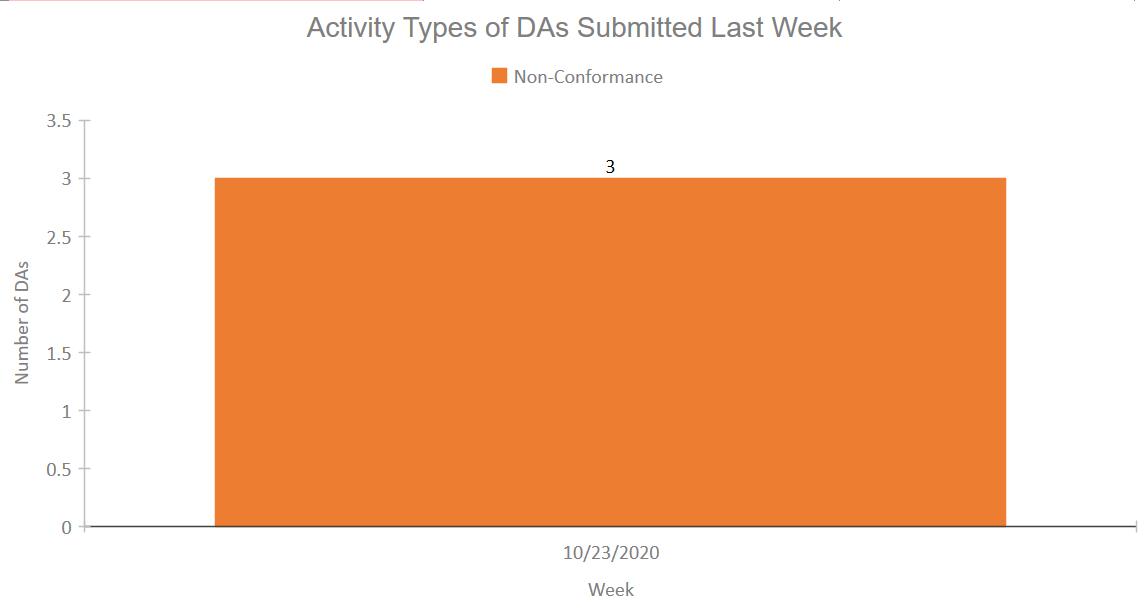 Activity Types of DAs Submitted Last Week
Non-Conformance
3.5
3
2.5
2
1.5
1
0.5
0
Number of DAs
3
10/23/2020
Week